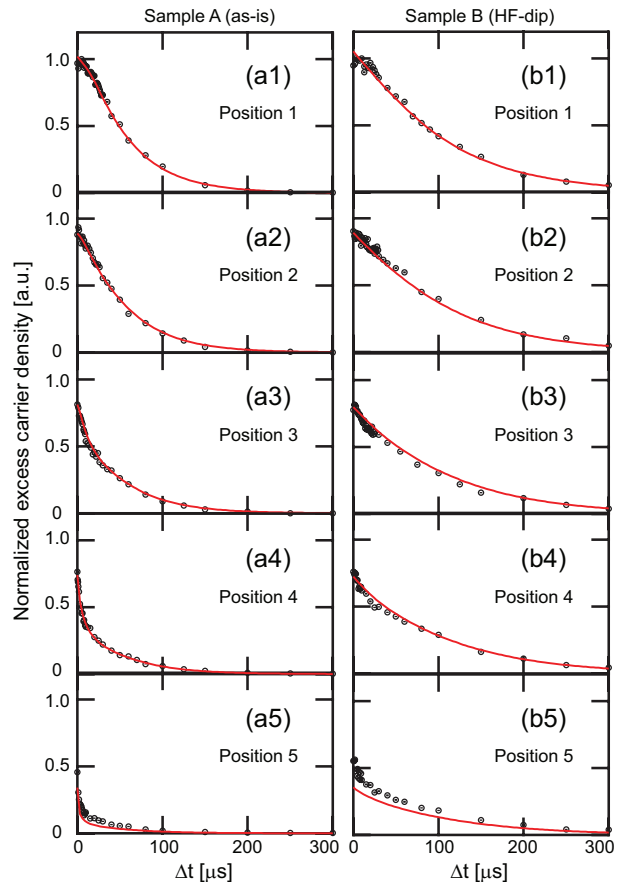 Sample A (as-is) Sample B (HF-dip)
Normalized excess carrier density [a.u.]
1.0 (a1) (b1)
0.5 Position 1 Position 1
0
1.0 (a2) (b2)
0.5 Position 2 Position 2
0
1.0 (a3) (b3)
0.5 Position 3 Position 3
0
1.0 (a4) (b4)
0.5 Position 4 Position 4
0
1.0 (a5) (b5)
0.5 Position 5 Position 5
0
0 100 200 300 0 100 200 300
Δt [μs] Δt [μs]